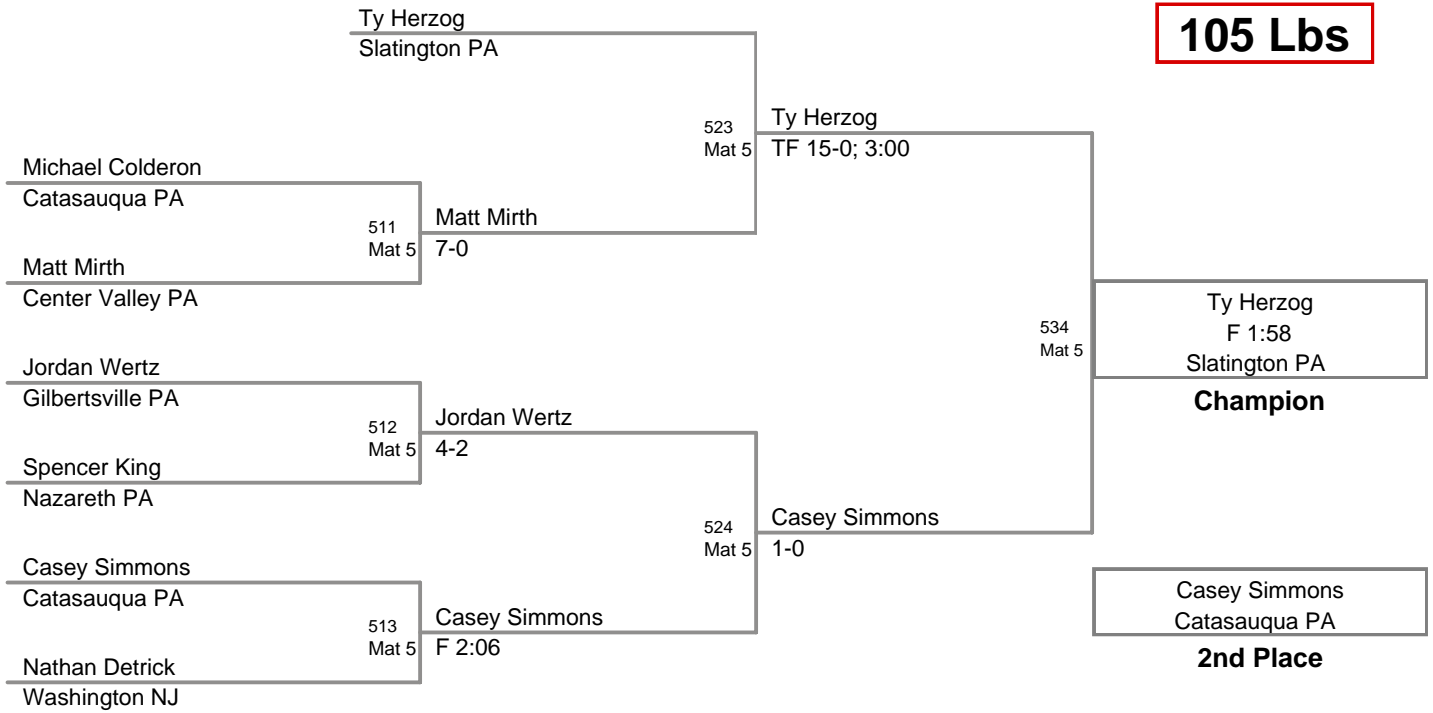 Ty Herzog
Slatington PA
105 Lbs
523
Mat 5
Ty Herzog
TF 15-0; 3:00
Michael Colderon
Catasauqua PA
511
Mat 5
Matt Mirth
7-0
Matt Mirth
Center Valley PA
534
Mat 5
Ty Herzog
F 1:58
Slatington PA
Champion
Jordan Wertz
Gilbertsville PA
512
Mat 5
Jordan Wertz
4-2
Spencer King
Nazareth PA
524
Mat 5
Casey Simmons
1-0
Casey Simmons
Catasauqua PA
513
Mat 5
Casey Simmons
F 2:06
Nathan Detrick
Washington NJ
Casey Simmons
Catasauqua PA
2nd Place